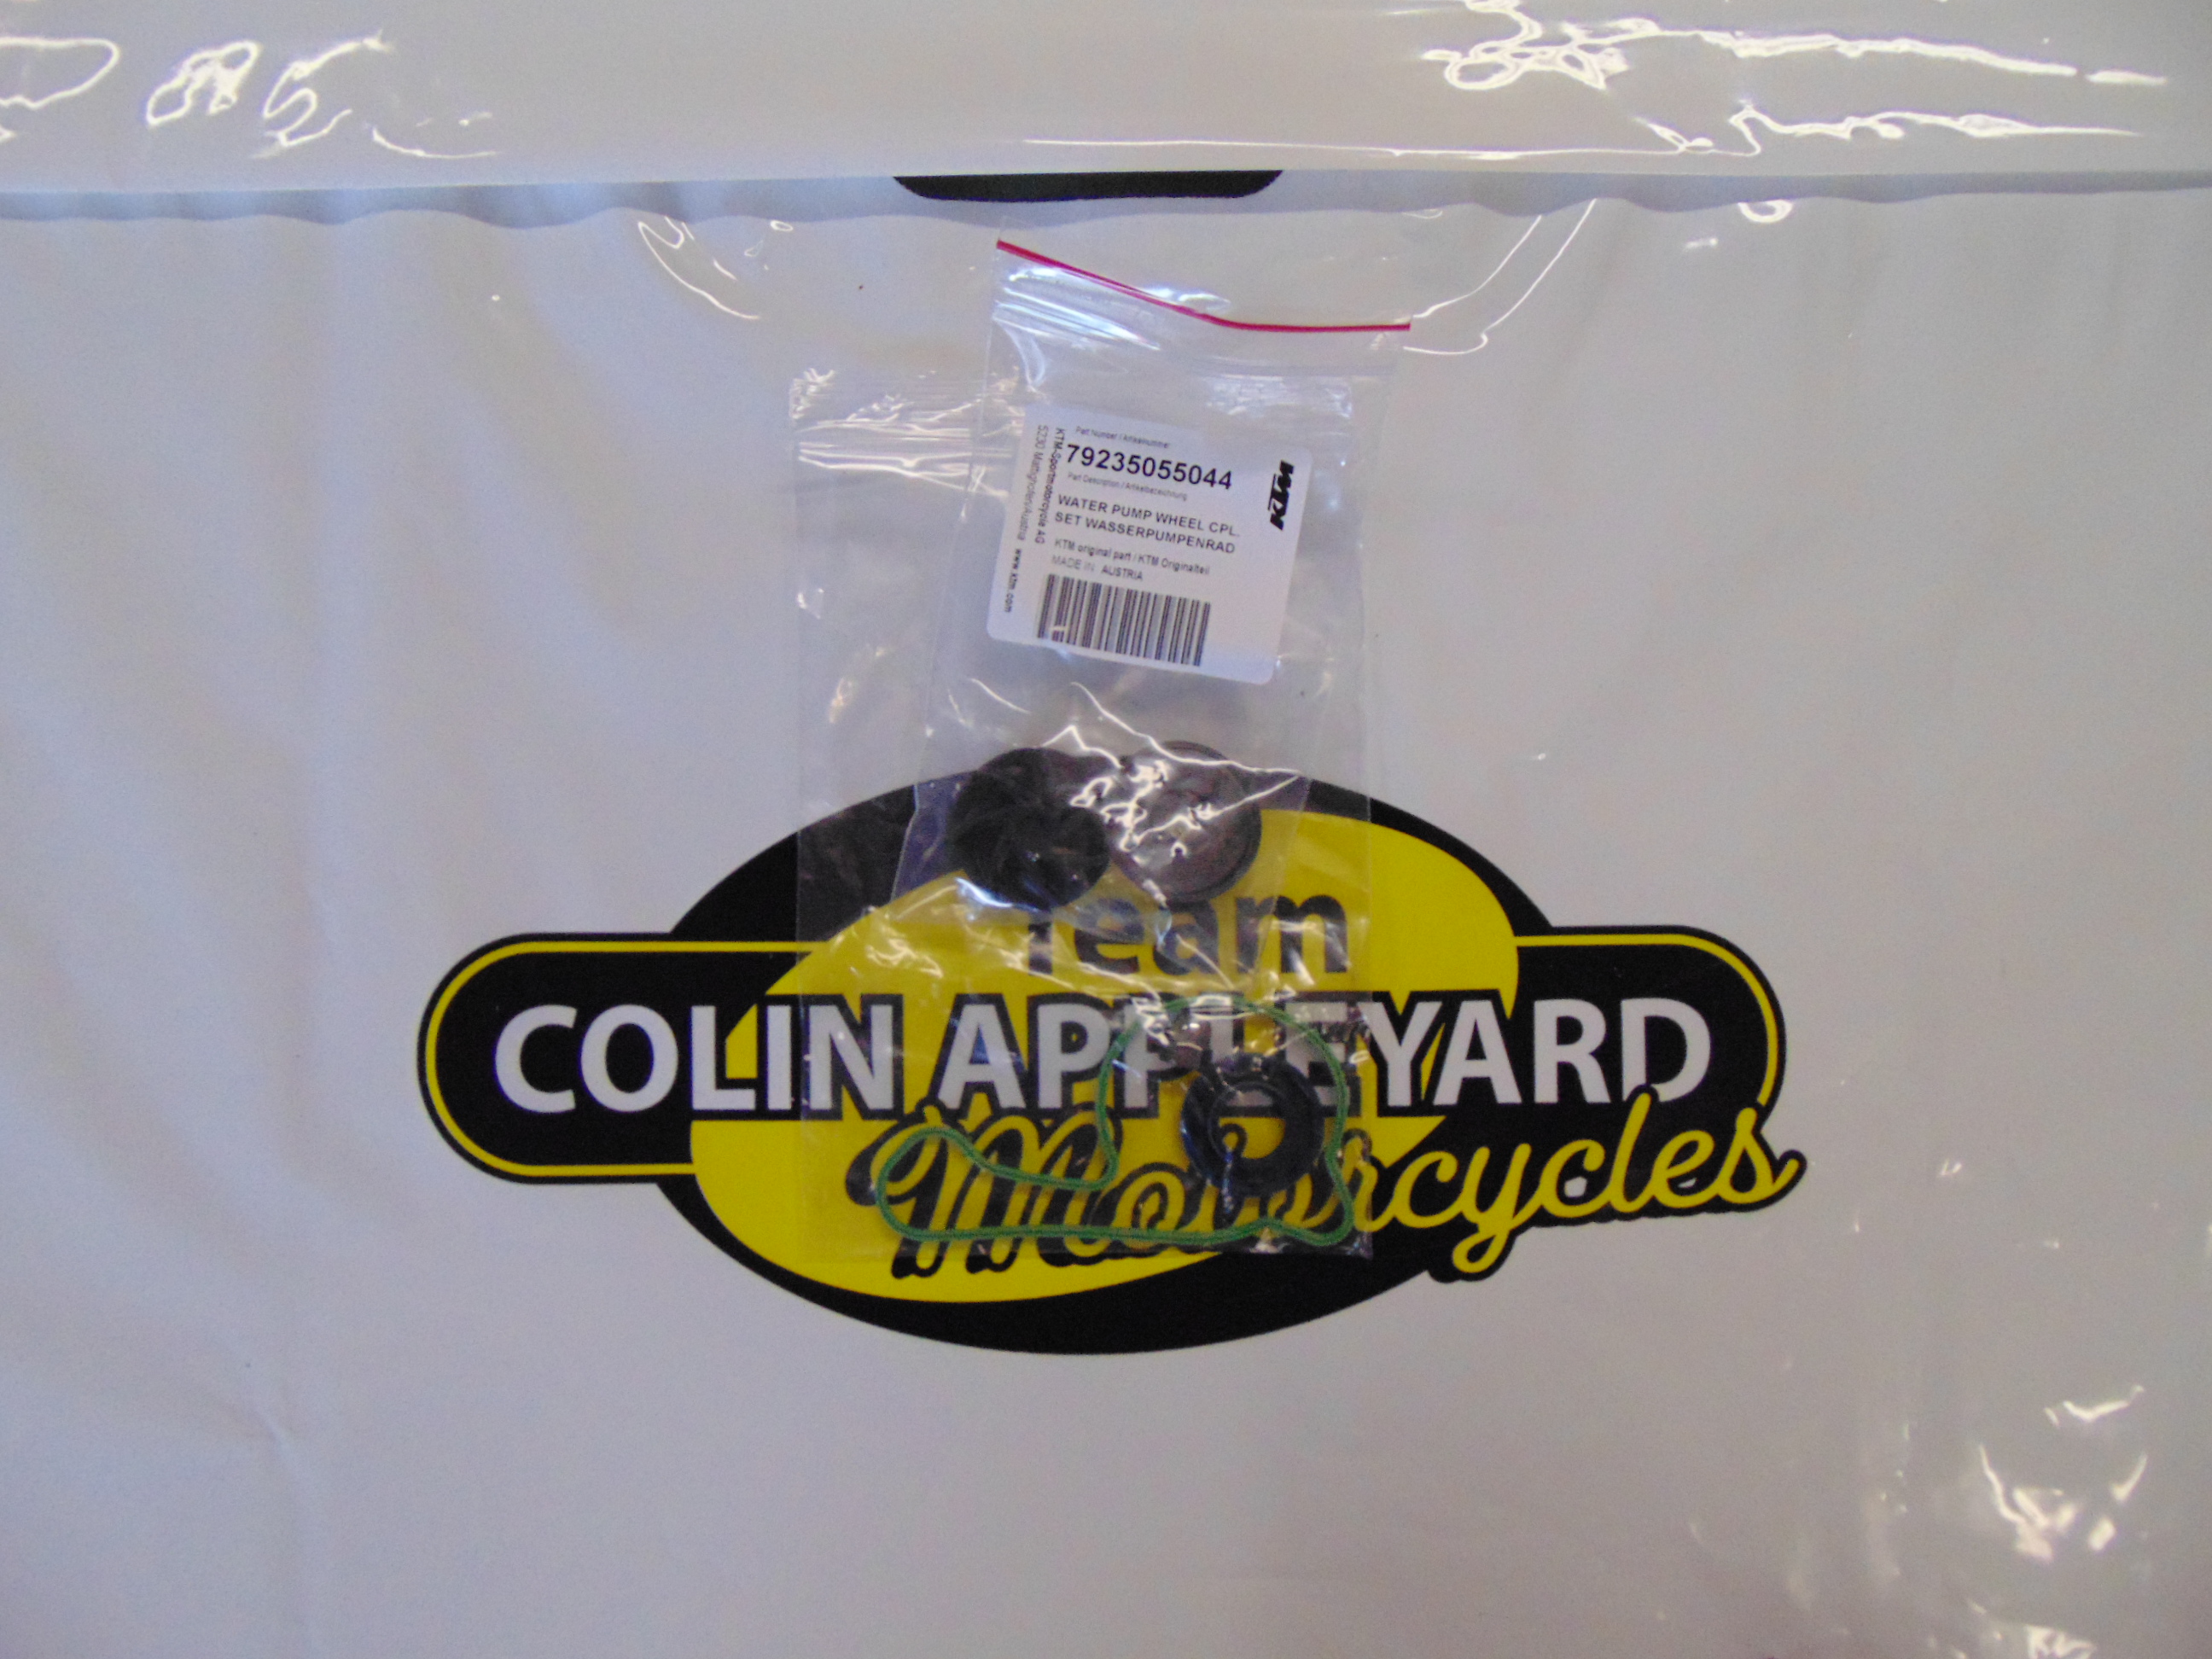 Part Number / Artikelnummer
79235055044
Part Description / Artikelbezeichnung
WATER PUMP WHEEL CPL.
SET WASSERPUMPENRAD
KTM original part / KTM Originalteil
MADE IN AUSTRIA
KTM
KTM-Sportmotorcycle AG
5230 Mattighofen/Austria www.ktm.com
Team
COLIN APPLEYARD
Motorcycles